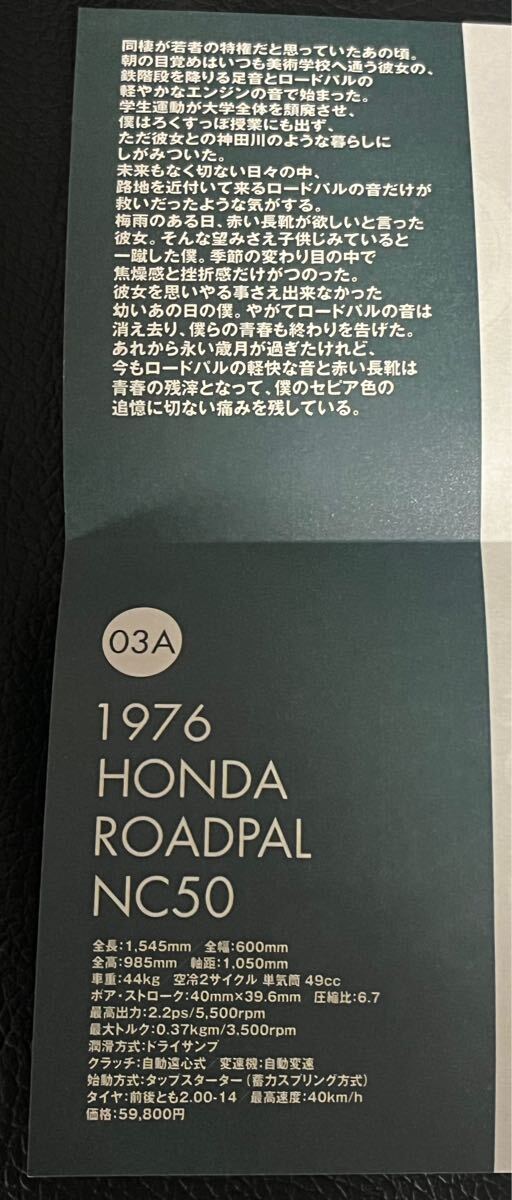 同棲が若者の特権だと思っていたあの頃。
朝の目覚めはいつも美術学校へ通う彼女の、
鉄階段を降りる足音とロードパルの
軽やかなエンジンの音で始まった。
学生運動が大学全体を頽廃させ、
僕はろくすっぽ授業にも出ず、
ただ彼女との神田川のような暮らしに
しがみついた。
未来もなく切ない日々の中、
路地を近付いて来るロードパルの音だけが
救いだったような気がする。
梅雨のある日、赤い長靴が欲しいと言った
彼女。そんな望みさえ子供じみていると
一蹴した僕。季節の変わり目の中で
焦燥感と挫折感だけがつのった。
彼女を思いやる事さえ出来なかった
幼いあの日の僕。やがてロードパルの音は
消え去り、僕らの青春も終わりを告げた。
あれから永い歳月が過ぎたけれど、
今もロードパルの軽快な音と赤い長靴は
青春の残滓となって、僕のセピア色の
追憶に切ない痛みを残している。
03A
1976
HONDA
ROADPAL
NC50
全長:1,545mm/全幅:600mm
全高:985mm/軸距:1,050mm
車重:44kg/空冷2サイクル 単気筒 49cc
ボア・ストローク:40mm×39.6mm/圧縮比:6.7
最高出力:2.2ps/5,500rpm
最大トルク:0.37kgm/3,500rpm
潤滑方式:ドライサンプ
クラッチ:自動遠心式/変速機:自動変速
始動方式:タップスターター(蓄力スプリング方式)
タイヤ:前後とも2.00-14/最高速度:40km/h
価格:59,800円